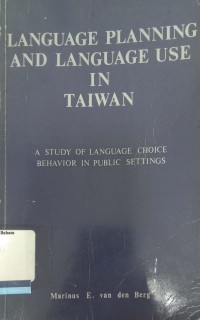 LANGUAGE PLANNING
AND LANGUAGE USE
IN
TAIWAN
A STUDY OF LANGUAGE CHOICE
BEHAVIOR IN PUBLIC SETTINGS
Bahasa
Marinus E. van den Berg